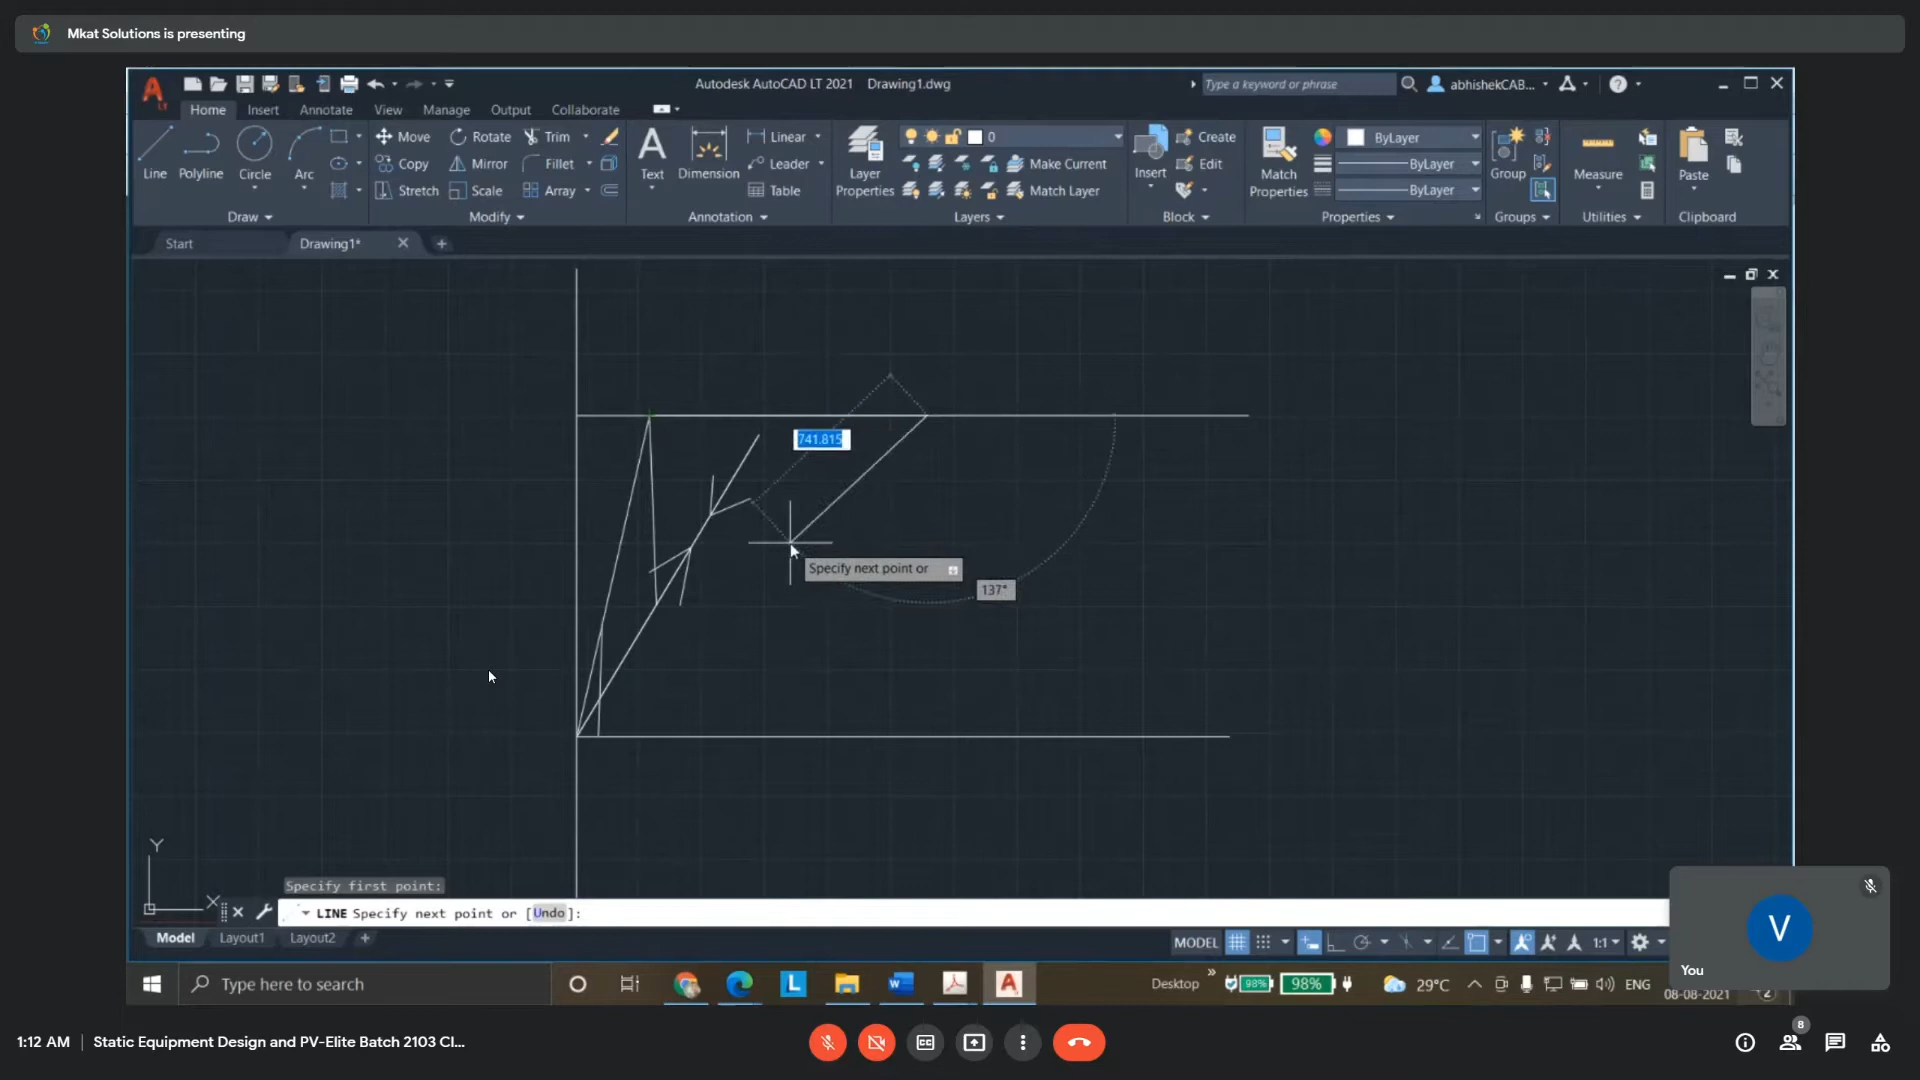 Mkat Solutions is presenting
Autodesk AutoCAD LT 2021 Drawing1.dwg
Type a keyword or phrase
abhishekCAB...
Home Insert Annotate View Manage Output Collaborate
Line Polyline Circle Arc
Move Rotate Trim
Copy Mirror Fillet
Stretch Scale Array
Text Dimension
Linear
Leader
Table
Layer Properties
0
Make Current
Match Layer
Insert
Create
Edit
Match Properties
ByLayer
ByLayer
ByLayer
Group
Measure
Paste
Draw Modify Annotation Layers Block Properties Groups Utilities Clipboard
Start Drawing1*
741.815
Specify next point or
137°
Y
X
Specify first point:
LINE Specify next point or [Undo]:
Model Layout1 Layout2
MODEL 1:1
V
You
Type here to search
L
Desktop 98% 98% 29°C ENG
08-08-2021
2
1:12 AM Static Equipment Design and PV-Elite Batch 2103 Cl...
8